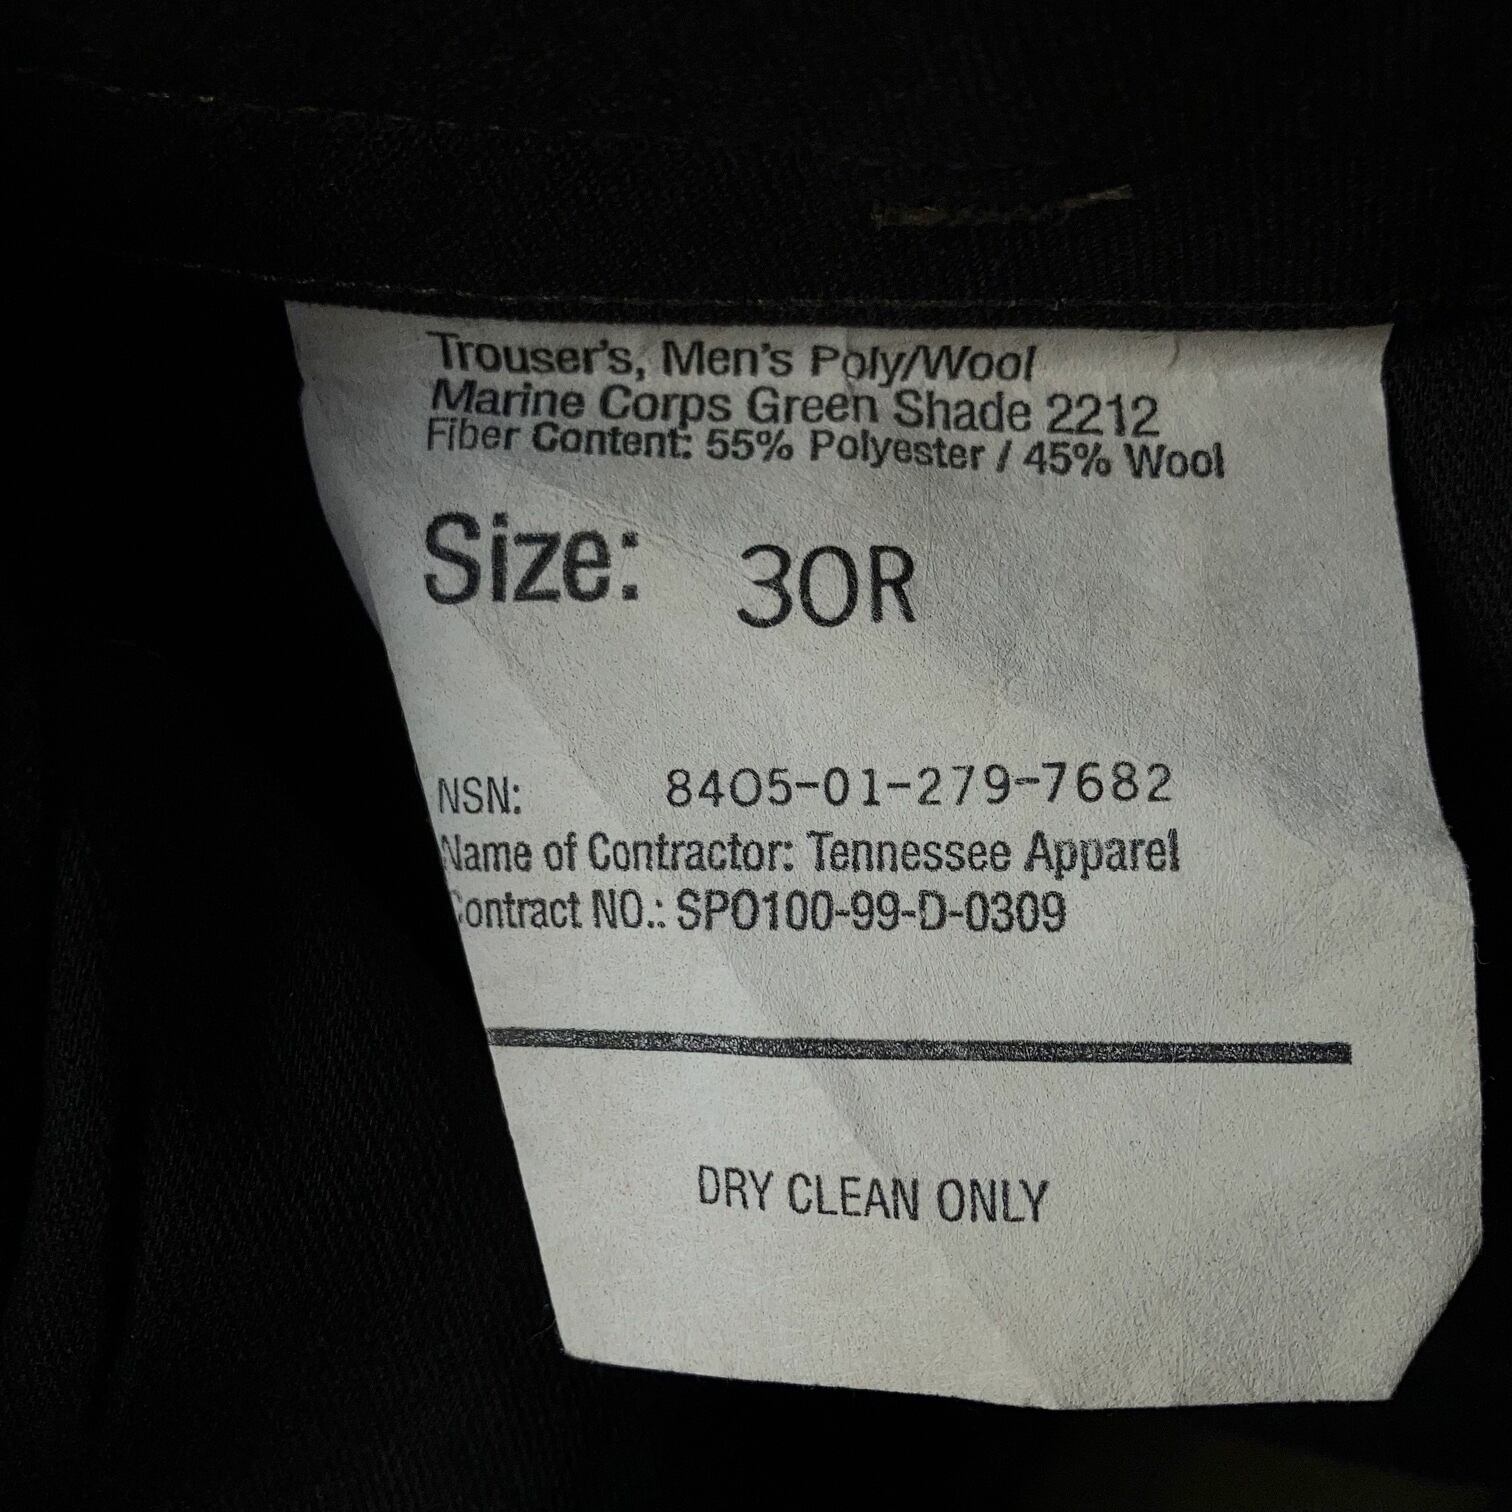 Trouser's, Men's Poly/Wool
Marine Corps Green Shade 2212
Fiber Content: 55% Polyester / 45% Wool
Size: 30R
NSN: 8405-01-279-7682
Name of Contractor: Tennessee Apparel
Contract NO.: SPO100-99-D-0309
DRY CLEAN ONLY